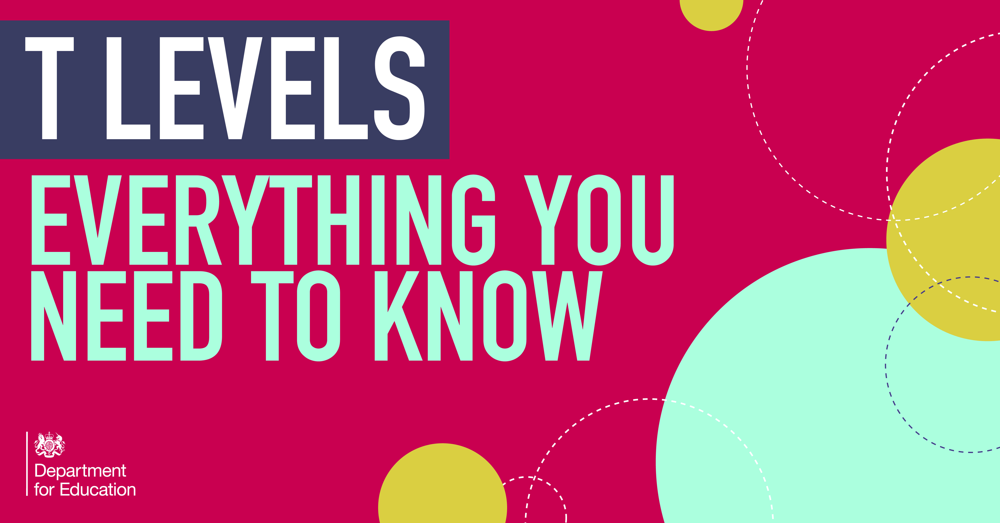 T LEVELS
EVERYTHING YOU
NEED TO KNOW
Department
for Education